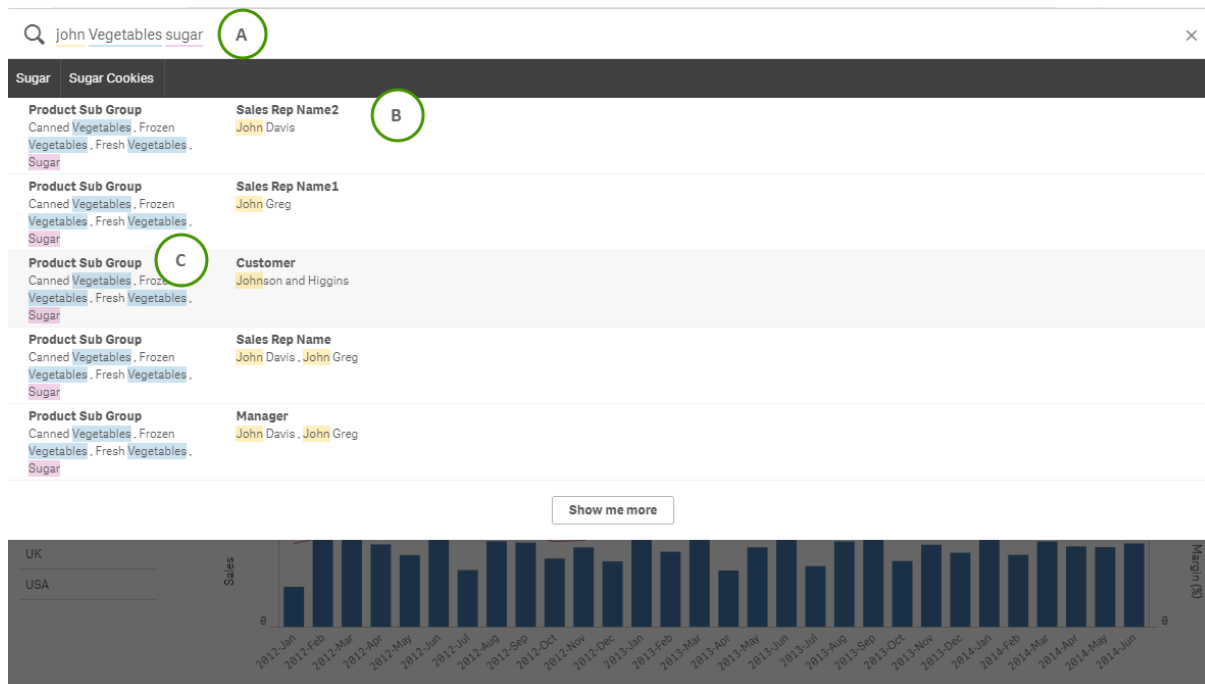 john Vegetables sugar
A
×
Sugar
Sugar Cookies
Product Sub Group
Canned Vegetables , Frozen
Vegetables , Fresh Vegetables ,
Sugar
Sales Rep Name2
John Davis
B
Product Sub Group
Canned Vegetables , Frozen
Vegetables , Fresh Vegetables ,
Sugar
Sales Rep Name1
John Greg
Product Sub Group
Canned Vegetables , Froze
Vegetables , Fresh Vegetables ,
Sugar
C
Customer
Johnson and Higgins
Product Sub Group
Canned Vegetables , Frozen
Vegetables , Fresh Vegetables ,
Sugar
Sales Rep Name
John Davis , John Greg
Product Sub Group
Canned Vegetables , Frozen
Vegetables , Fresh Vegetables ,
Sugar
Manager
John Davis , John Greg
Show me more
UK
USA
Sales
0
0
Margin (%)
2012-Jan
2012-Feb
2012-Mar
2012-Apr
2012-May
2012-Jun
2012-Jul
2012-Aug
2012-Sep
2012-Oct
2012-Nov
2012-Dec
2013-Jan
2013-Feb
2013-Mar
2013-Apr
2013-May
2013-Jun
2013-Jul
2013-Aug
2013-Sep
2013-Oct
2013-Nov
2013-Dec
2014-Jan
2014-Feb
2014-Mar
2014-Apr
2014-May
2014-Jun